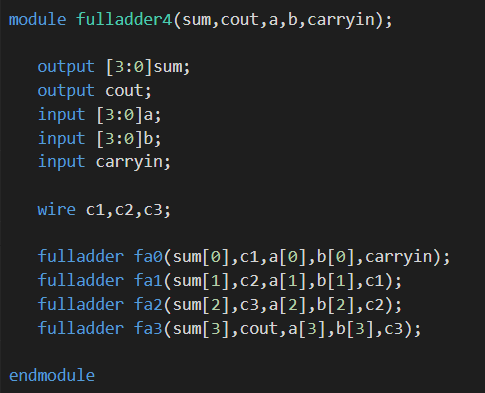 module fulladder4(sum,cout,a,b,carryin);
output [3:0]sum;
output cout;
input [3:0]a;
input [3:0]b;
input carryin;
wire c1,c2,c3;
fulladder fa0(sum[0],c1,a[0],b[0],carryin);
fulladder fa1(sum[1],c2,a[1],b[1],c1);
fulladder fa2(sum[2],c3,a[2],b[2],c2);
fulladder fa3(sum[3],cout,a[3],b[3],c3);
endmodule